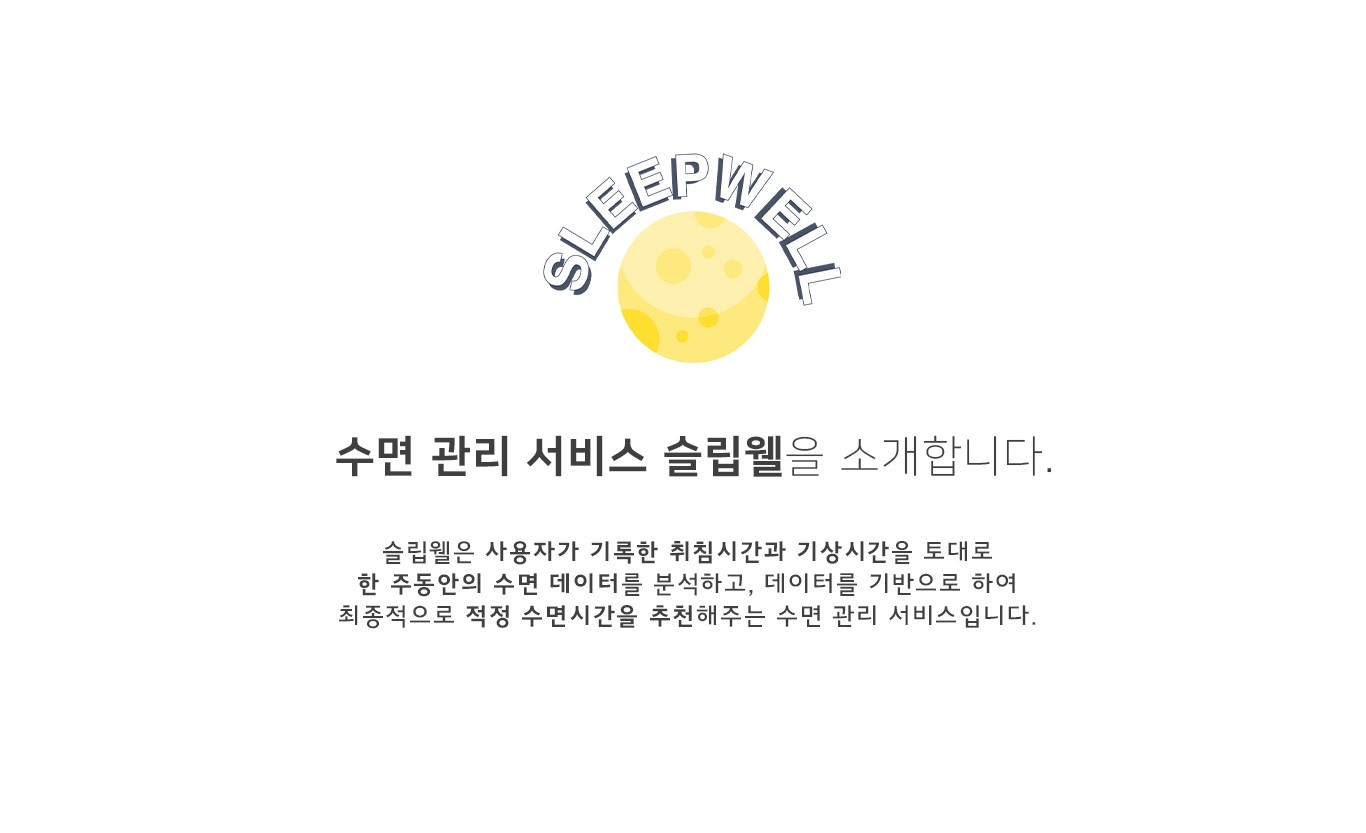 SLEEPWELL
수면 관리 서비스 슬립웰을 소개합니다.
슬립웰은 사용자가 기록한 취침시간과 기상시간을 토대로
한 주동안의 수면 데이터를 분석하고, 데이터를 기반으로 하여
최종적으로 적정 수면시간을 추천해주는 수면 관리 서비스입니다.